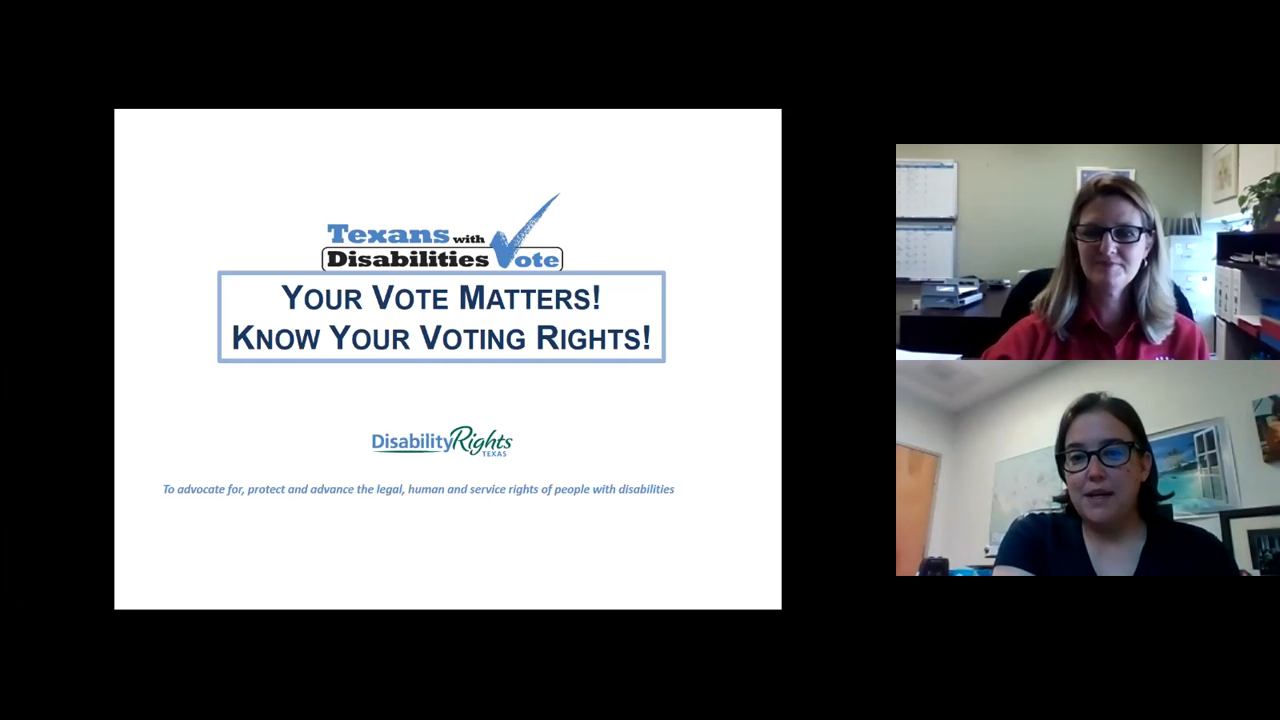 Texans with
Disabilities Vote
YOUR VOTE MATTERS!
KNOW YOUR VOTING RIGHTS!
DisabilityRights
TEXAS
To advocate for, protect and advance the legal, human and service rights of people with disabilities